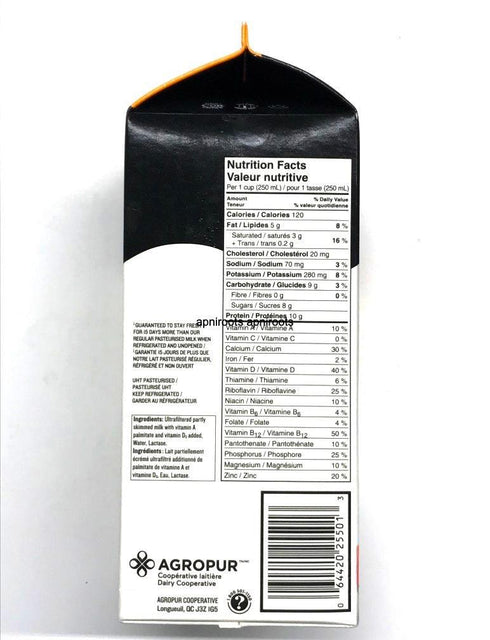 Nutrition Facts
Valeur nutritive
Per 1 cup (250 mL) / pour 1 tasse (250 mL)
Amount % Daily Value
Teneur % valeur quotidienne
Calories / Calories 120
Fat / Lipides 5 g 8 %
Saturated / saturés 3 g
+ Trans / trans 0.2 g 16 %
Cholesterol / Cholestérol 20 mg
Sodium / Sodium 70 mg 3 %
Potassium / Potassium 280 mg 8 %
Carbohydrate / Glucides 9 g 3 %
Fibre / Fibres 0 g 0 %
Sugars / Sucres 8 g
Protein / Protéines 10 g
apniroots apniroots
Vitamin A / Vitamine A 10 %
Vitamin C / Vitamine C 0 %
Calcium / Calcium 30 %
Iron / Fer 2 %
Vitamin D / Vitamine D 40 %
Thiamine / Thiamine 6 %
Riboflavin / Riboflavine 25 %
Niacin / Niacine 10 %
Vitamin B6 / Vitamine B6 4 %
Folate / Folate 4 %
Vitamin B12 / Vitamine B12 50 %
Pantothenate / Pantothénate 10 %
Phosphorus / Phosphore 25 %
Magnesium / Magnésium 10 %
Zinc / Zinc 20 %
*GUARANTEED TO STAY FRESH
FOR 15 DAYS MORE THAN OUR
REGULAR PASTEURISED MILK WHEN
REFRIGERATED AND UNOPENED /
*GARANTIE 15 JOURS DE PLUS QUE
NOTRE LAIT PASTEURISÉ RÉGULIER,
RÉFRIGÉRÉ ET NON OUVERT
UHT PASTEURISED /
PASTEURISÉ UHT
KEEP REFRIGERATED /
GARDER AU RÉFRIGÉRATEUR
Ingredients: Ultrafiltered partly
skimmed milk with vitamin A
palmitate and vitamin D3 added,
Water, Lactase.
Ingrédients: Lait partiellement
écrémé ultrafiltré additionné de
palmitate de vitamine A et
vitamine D3, Eau, Lactase.
AGROPUR
Coopérative laitière
Dairy Cooperative
AGROPUR COOPERATIVE
Longueuil, QC J3Z 1G5
?
0 64420 25501 3